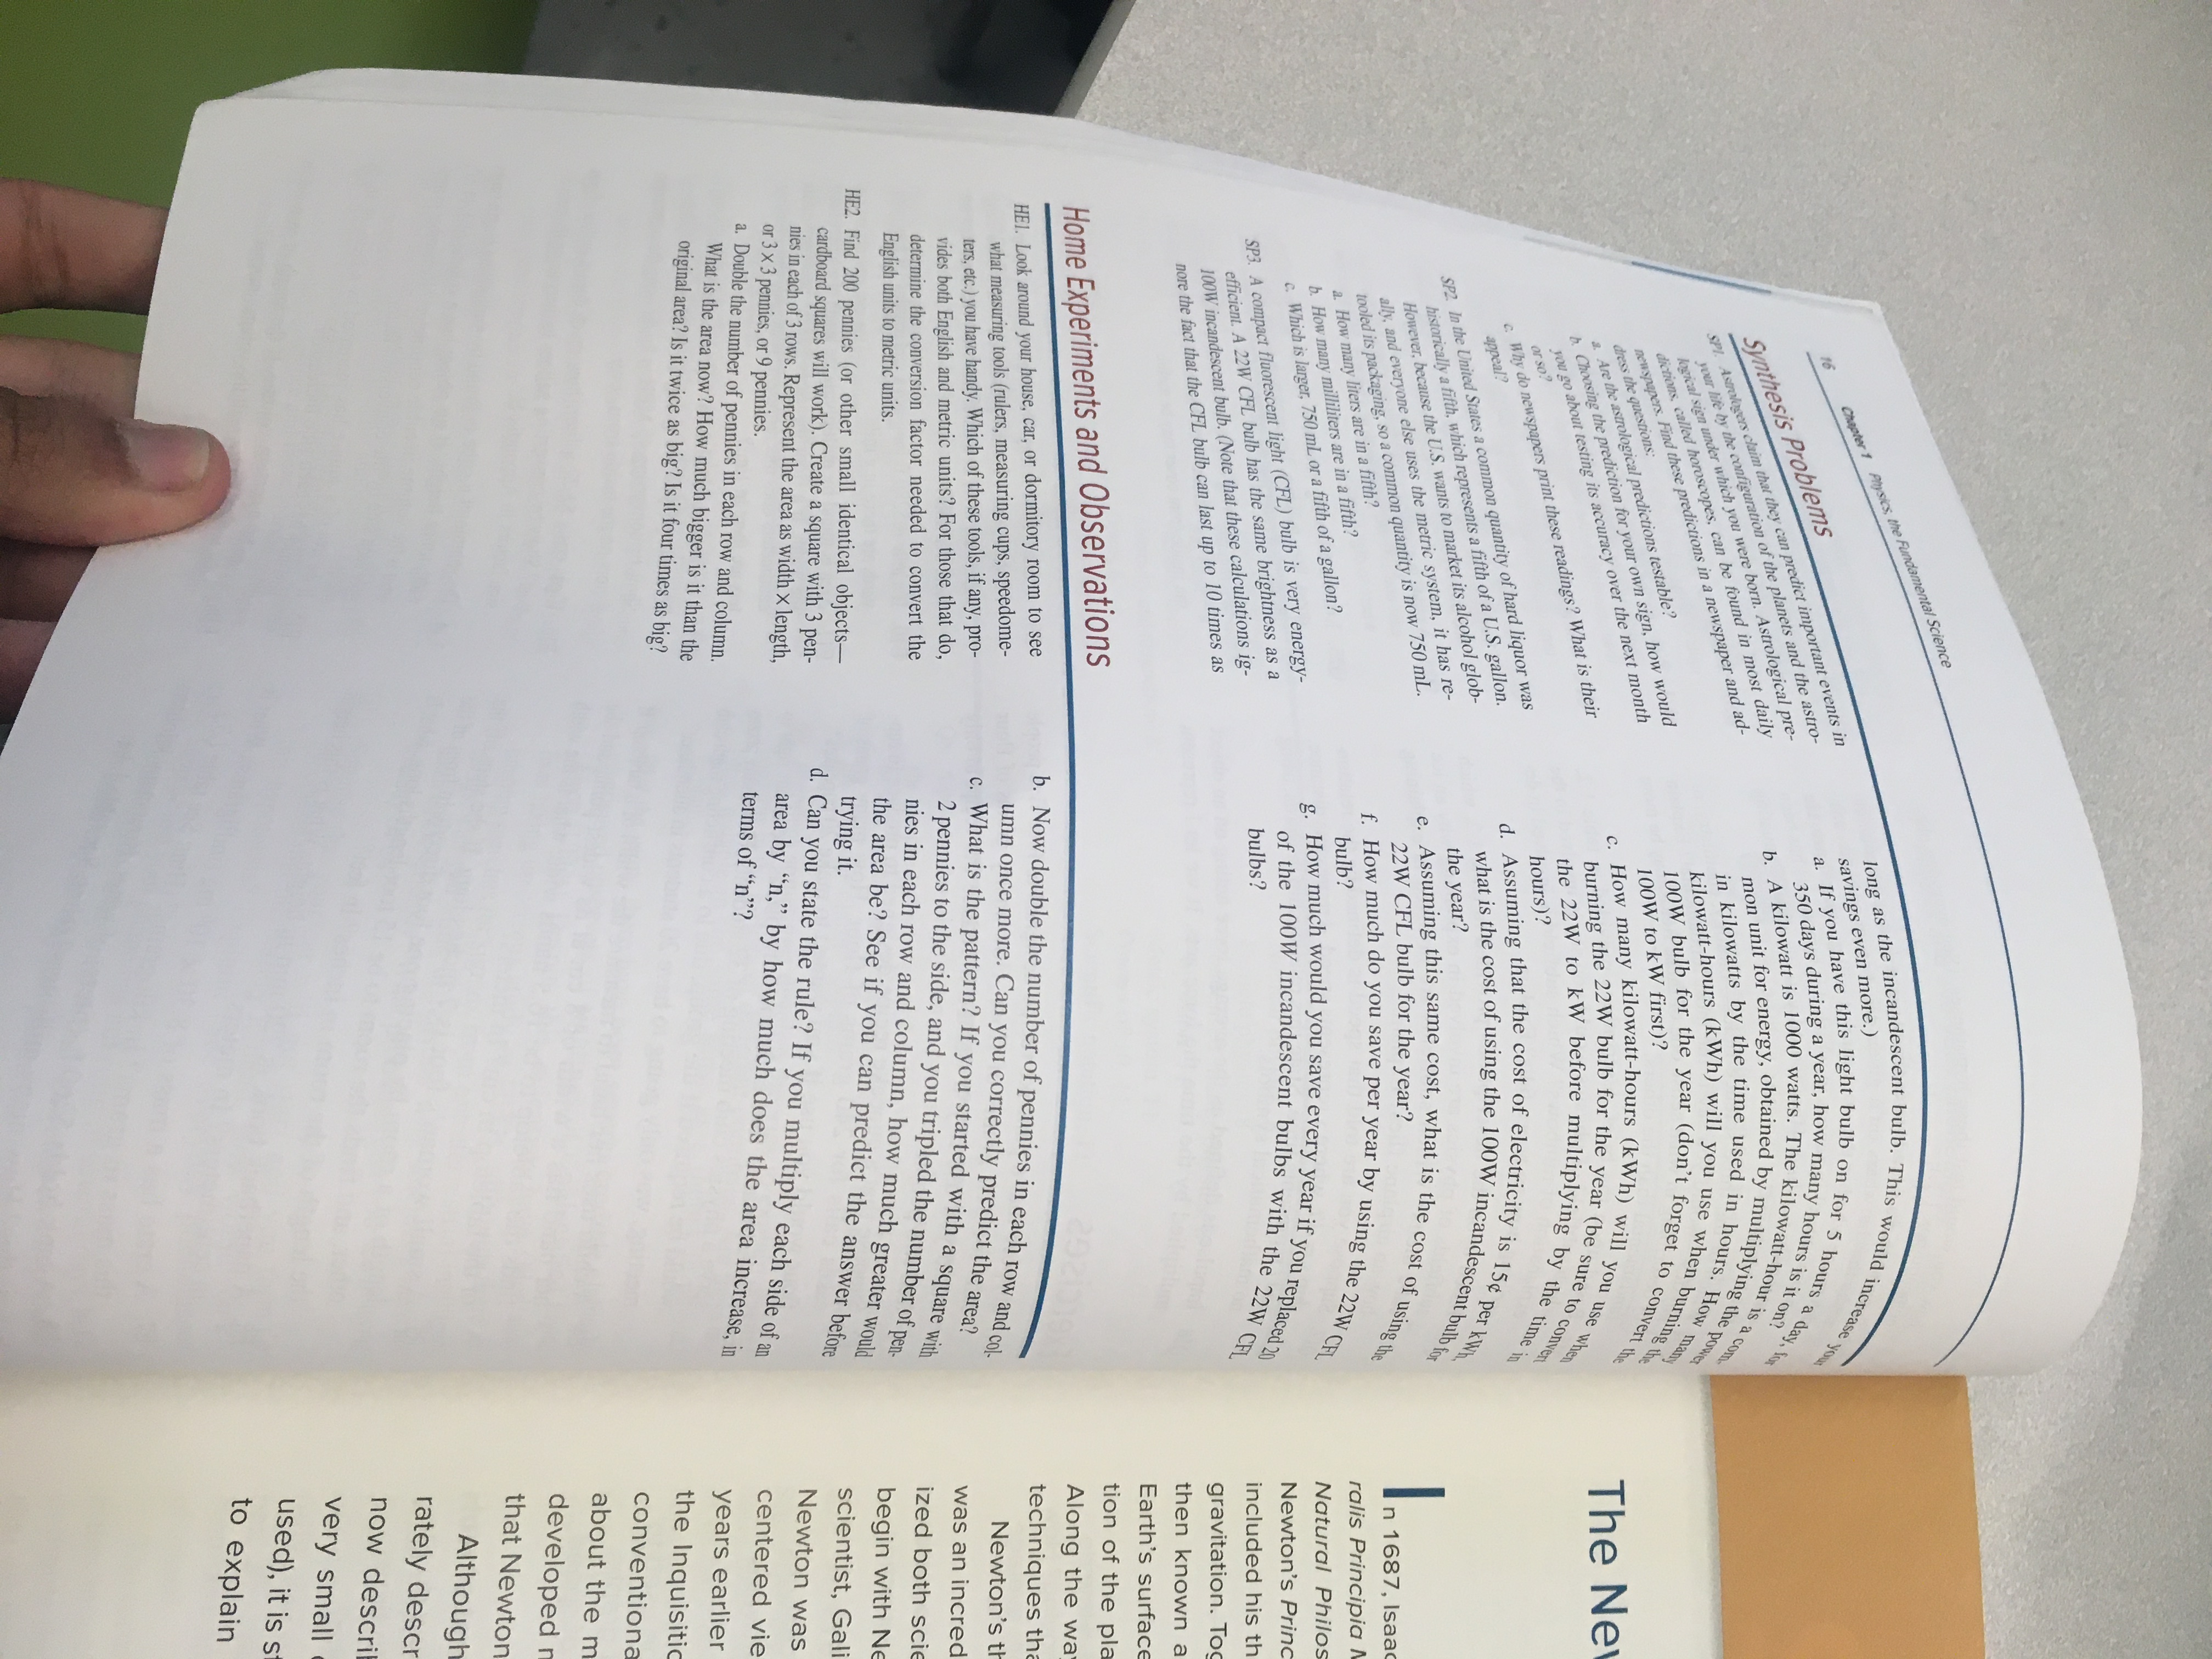 16 Chapter 1 Physics, the Fundamental Science
Synthesis Problems
SP1. Astrologers claim that they can predict important events in
your life by the configuration of the planets and the astro-
logical sign under which you were born. Astrological pre-
dictions, called horoscopes, can be found in most daily
newspapers. Find these predictions in a newspaper and ad-
dress the questions:
a. Are the astrological predictions testable?
b. Choosing the prediction for your own sign, how would
you go about testing its accuracy over the next month
or so?
c. Why do newspapers print these readings? What is their
appeal?
SP2. In the United States a common quantity of hard liquor was
historically a fifth, which represents a fifth of a U.S. gallon.
However, because the U.S. wants to market its alcohol glob-
ally, and everyone else uses the metric system, it has re-
tooled its packaging, so a common quantity is now 750 mL.
a. How many liters are in a fifth?
b. How many milliliters are in a fifth?
c. Which is larger, 750 mL or a fifth of a gallon?
SP3. A compact fluorescent light (CFL) bulb is very energy-
efficient. A 22W CFL bulb has the same brightness as a
100W incandescent bulb. (Note that these calculations ig-
nore the fact that the CFL bulb can last up to 10 times as
long as the incandescent bulb. This would increase your
savings even more.)
a. If you have this light bulb on for 5 hours a day, for
350 days during a year, how many hours is it on?
b. A kilowatt is 1000 watts. The kilowatt-hour is a com-
mon unit for energy, obtained by multiplying the power
in kilowatts by the time used in hours. How many
kilowatt-hours (kWh) will you use when burning the
100W bulb for the year (don't forget to convert the
100W to kW first)?
c. How many kilowatt-hours (kWh) will you use when
burning the 22W bulb for the year (be sure to convert
the 22W to kW before multiplying by the time in
hours)?
d. Assuming that the cost of electricity is 15¢ per kWh,
what is the cost of using the 100W incandescent bulb for
the year?
e. Assuming this same cost, what is the cost of using the
22W CFL bulb for the year?
f. How much do you save per year by using the 22W CFL
bulb?
g. How much would you save every year if you replaced 20
of the 100W incandescent bulbs with the 22W CFL
bulbs?
Home Experiments and Observations
HE1. Look around your house, car, or dormitory room to see
what measuring tools (rulers, measuring cups, speedome-
ters, etc.) you have handy. Which of these tools, if any, pro-
vides both English and metric units? For those that do,
determine the conversion factor needed to convert the
English units to metric units.
HE2. Find 200 pennies (or other small identical objects—
cardboard squares will work). Create a square with 3 pen-
nies in each of 3 rows. Represent the area as width × length,
or 3 × 3 pennies, or 9 pennies.
a. Double the number of pennies in each row and column.
What is the area now? How much bigger is it than the
original area? Is it twice as big? Is it four times as big?
b. Now double the number of pennies in each row and col-
umn once more. Can you correctly predict the area?
c. What is the pattern? If you started with a square with
2 pennies to the side, and you tripled the number of pen-
nies in each row and column, how much greater would
the area be? See if you can predict the answer before
trying it.
d. Can you state the rule? If you multiply each side of an
area by "n," by how much does the area increase, in
terms of "n"?
The New
In 1687, Isaac
ralis Principia M
Natural Philos
Newton's Princ
included his th
gravitation. Tog
then known a
Earth's surface
tion of the pla
Along the way
techniques tha
Newton's th
was an incred
ized both scie
begin with Ne
scientist, Gali
Newton was
centered vie
years earlier
the Inquisitio
conventiona
about the m
developed n
that Newton
Although
rately descr
now descril
very small
used), it is st
to explain